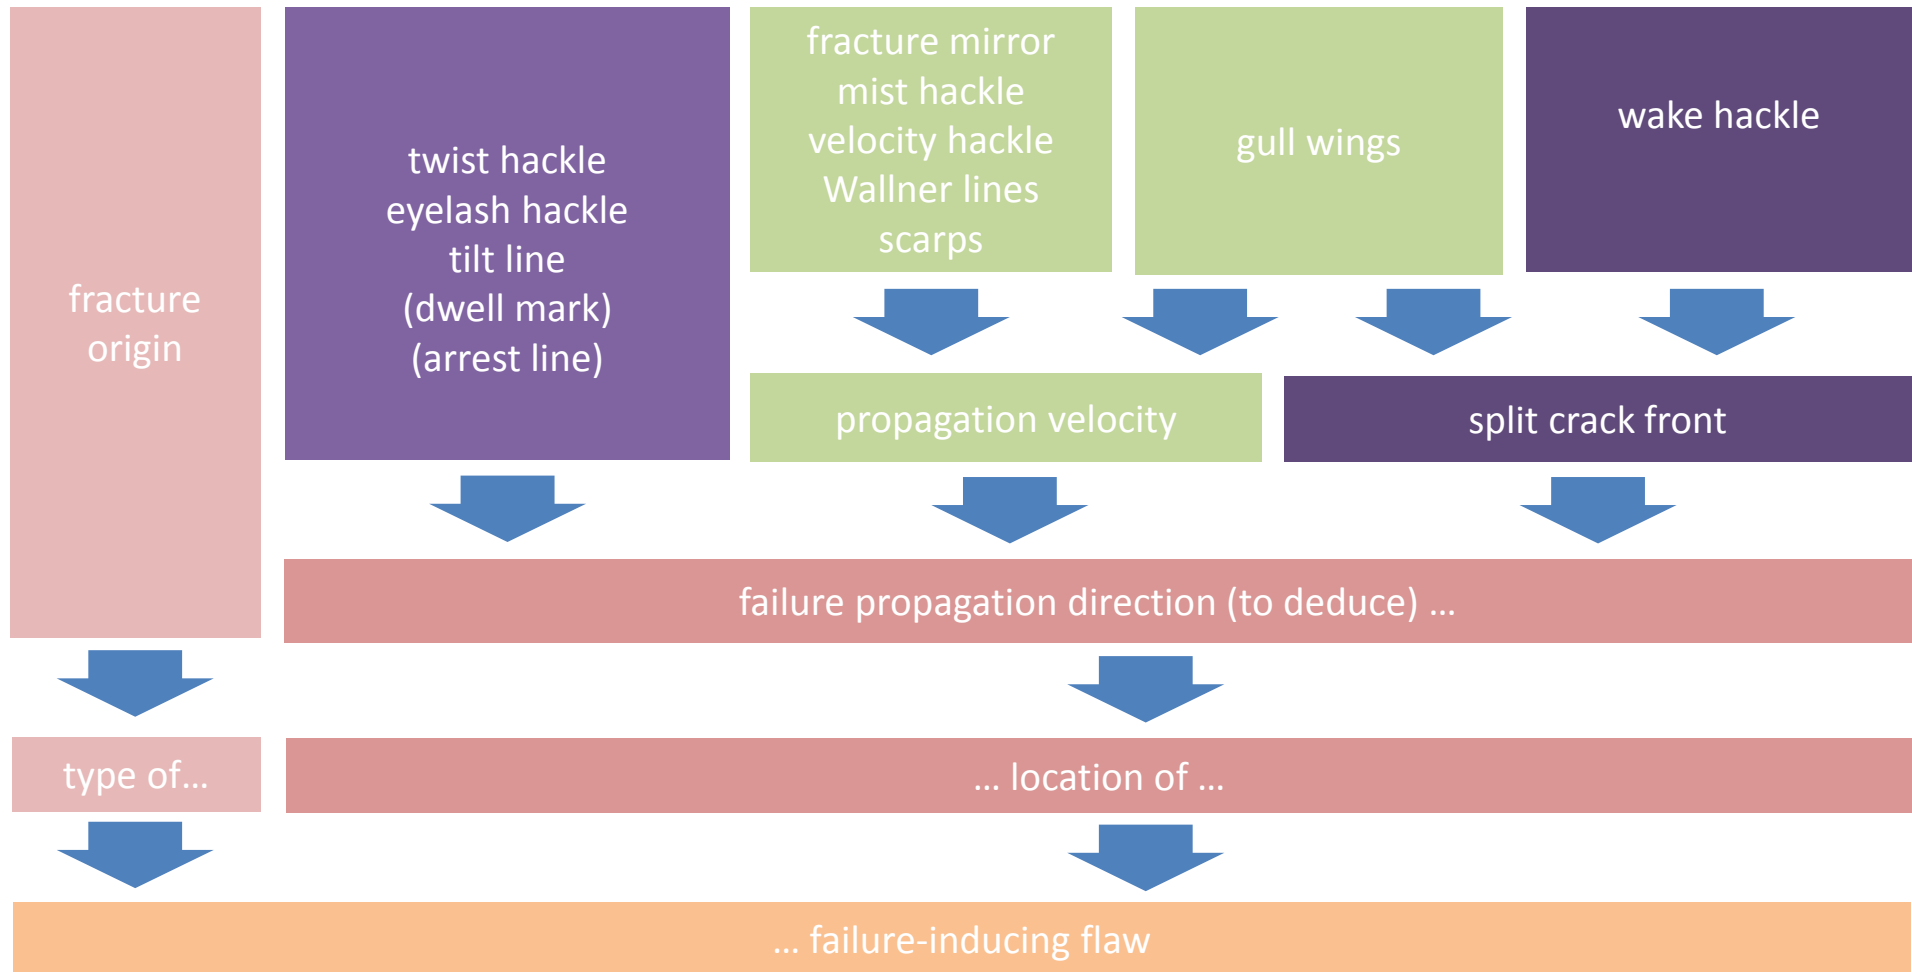 fracture
origin
twist hackle
eyelash hackle
tilt line
(dwell mark)
(arrest line)
fracture mirror
mist hackle
velocity hackle
Wallner lines
scarps
gull wings
wake hackle
propagation velocity
split crack front
failure propagation direction (to deduce) ...
type of...
... location of ...
... failure-inducing flaw